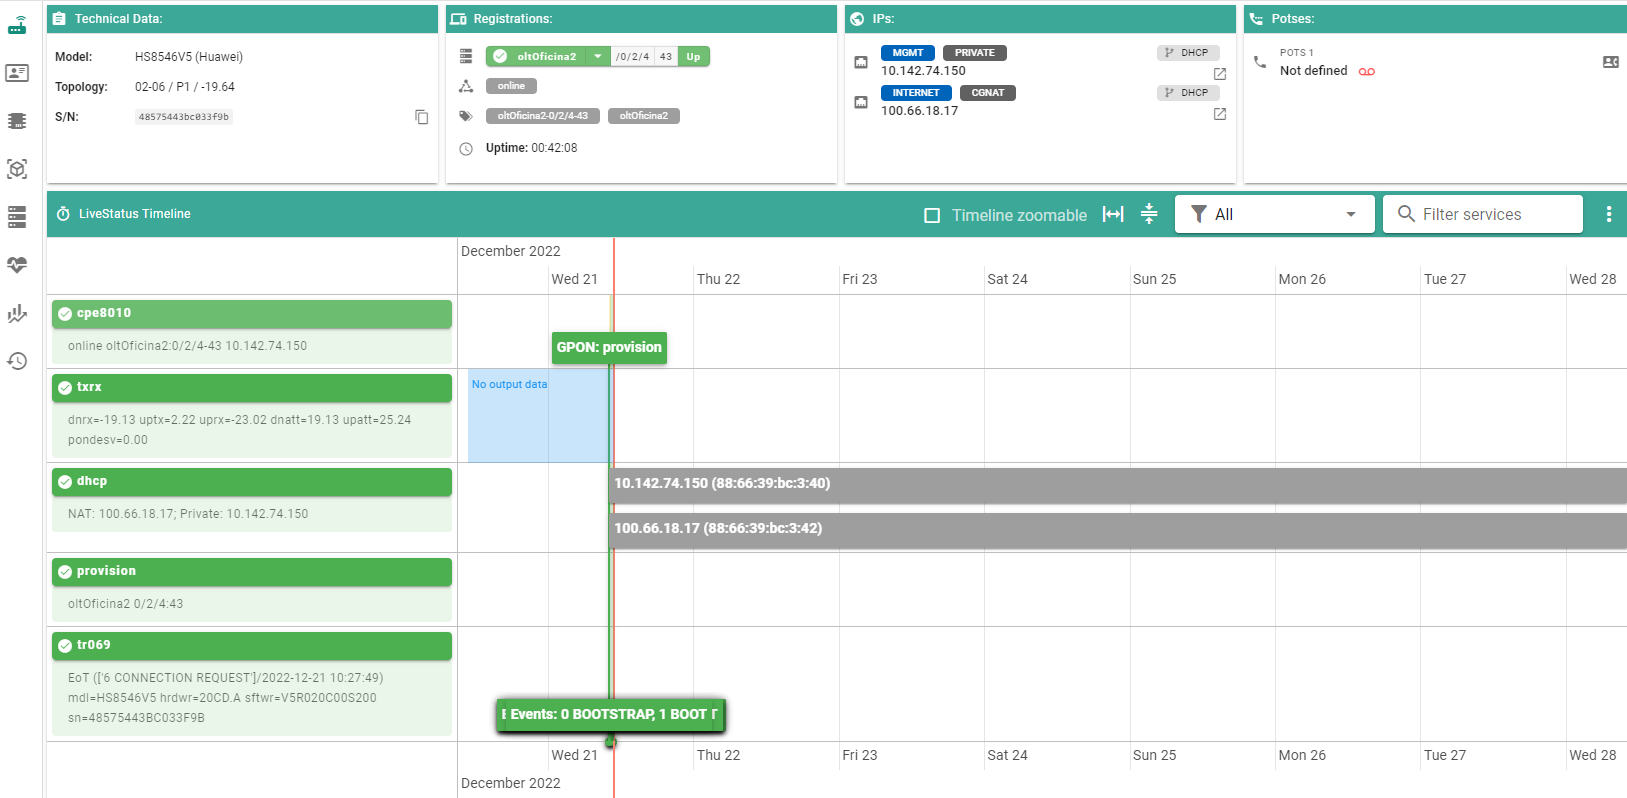 Technical Data:
Model: HS8546V5 (Huawei)
Topology: 02-06 / P1 / -19.64
S/N: 48575443bc033f9b
Registrations:
oltOficina2 /0/2/4 43 Up
online
oltOficina2-0/2/4-43 oltOficina2
Uptime: 00:42:08
IPs:
MGMT PRIVATE DHCP
10.142.74.150
INTERNET CGNAT DHCP
100.66.18.17
Potses:
POTS 1
Not defined
LiveStatus Timeline
Timeline zoomable
All
Filter services
December 2022
Wed 21 Thu 22 Fri 23 Sat 24 Sun 25 Mon 26 Tue 27 Wed 28
cpe8010
online oltOficina2:0/2/4-43 10.142.74.150
GPON: provision
txrx
dnrx=-19.13 uptx=2.22 uprx=-23.02 dnatt=19.13 upatt=25.24
pondesv=0.00
No output data
dhcp
NAT: 100.66.18.17; Private: 10.142.74.150
10.142.74.150 (88:66:39:bc:3:40)
100.66.18.17 (88:66:39:bc:3:42)
provision
oltOficina2 0/2/4:43
tr069
EoT (['6 CONNECTION REQUEST']/2022-12-21 10:27:49)
mdl=HS8546V5 hrdwr=20CD.A sftwr=V5R020C00S200
sn=48575443BC033F9B
Events: 0 BOOTSTRAP, 1 BOOT
Wed 21 Thu 22 Fri 23 Sat 24 Sun 25 Mon 26 Tue 27 Wed 28
December 2022